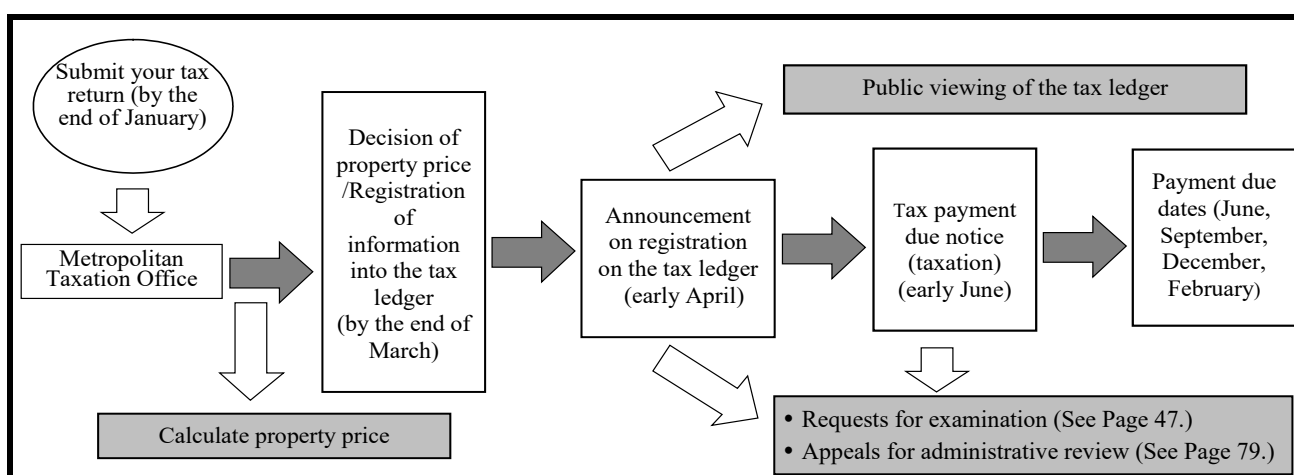 Submit your tax
return (by the
end of January)
Metropolitan
Taxation Office
Calculate property price
Decision of
property price
/Registration
of
information
into the tax
ledger
(by the end of
March)
Announcement
on registration
on the tax ledger
(early April)
Public viewing of the tax ledger
Tax payment
due notice
(taxation)
(early June)
Payment due
dates (June,
September,
December,
February)
• Requests for examination (See Page 47.)
• Appeals for administrative review (See Page 79.)